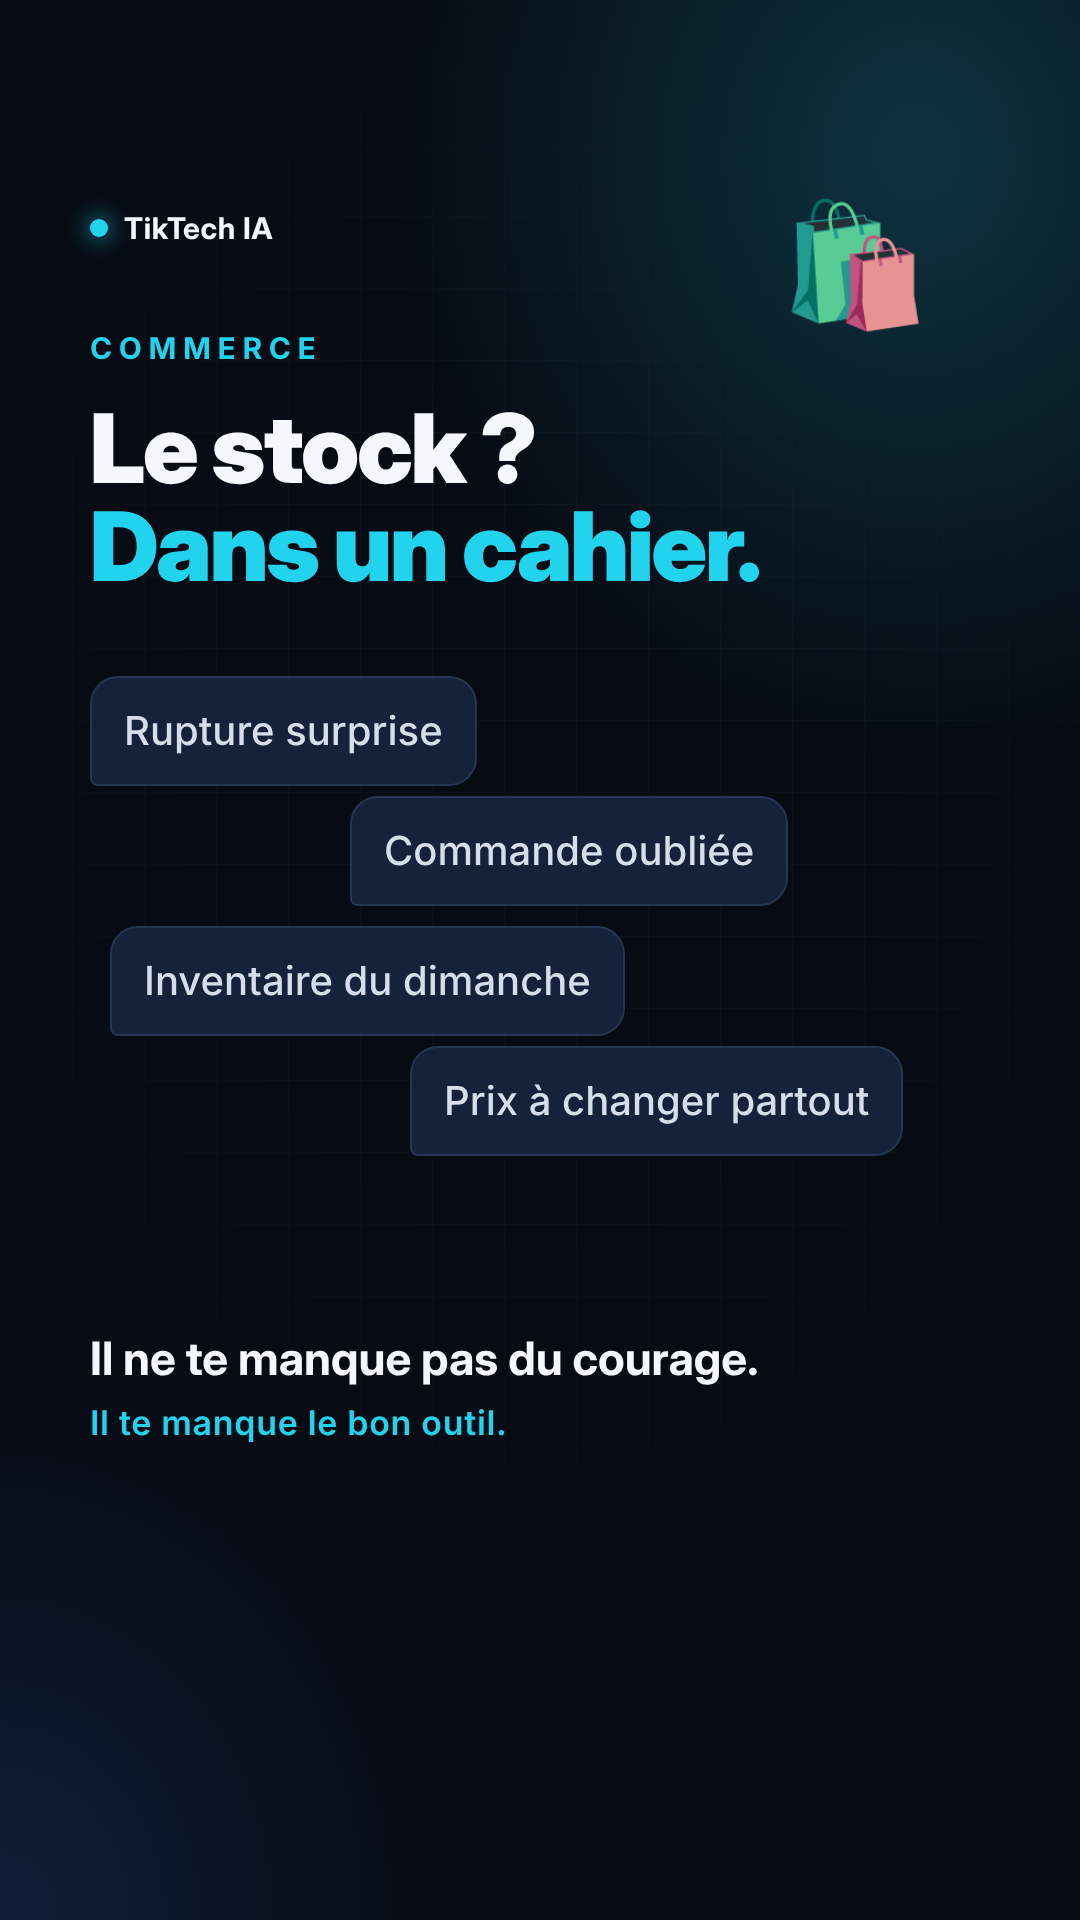 TikTech IA
COMMERCE
Le stock ?
Dans un cahier.
Rupture surprise
Commande oubliée
Inventaire du dimanche
Prix à changer partout
Il ne te manque pas du courage.
Il te manque le bon outil.